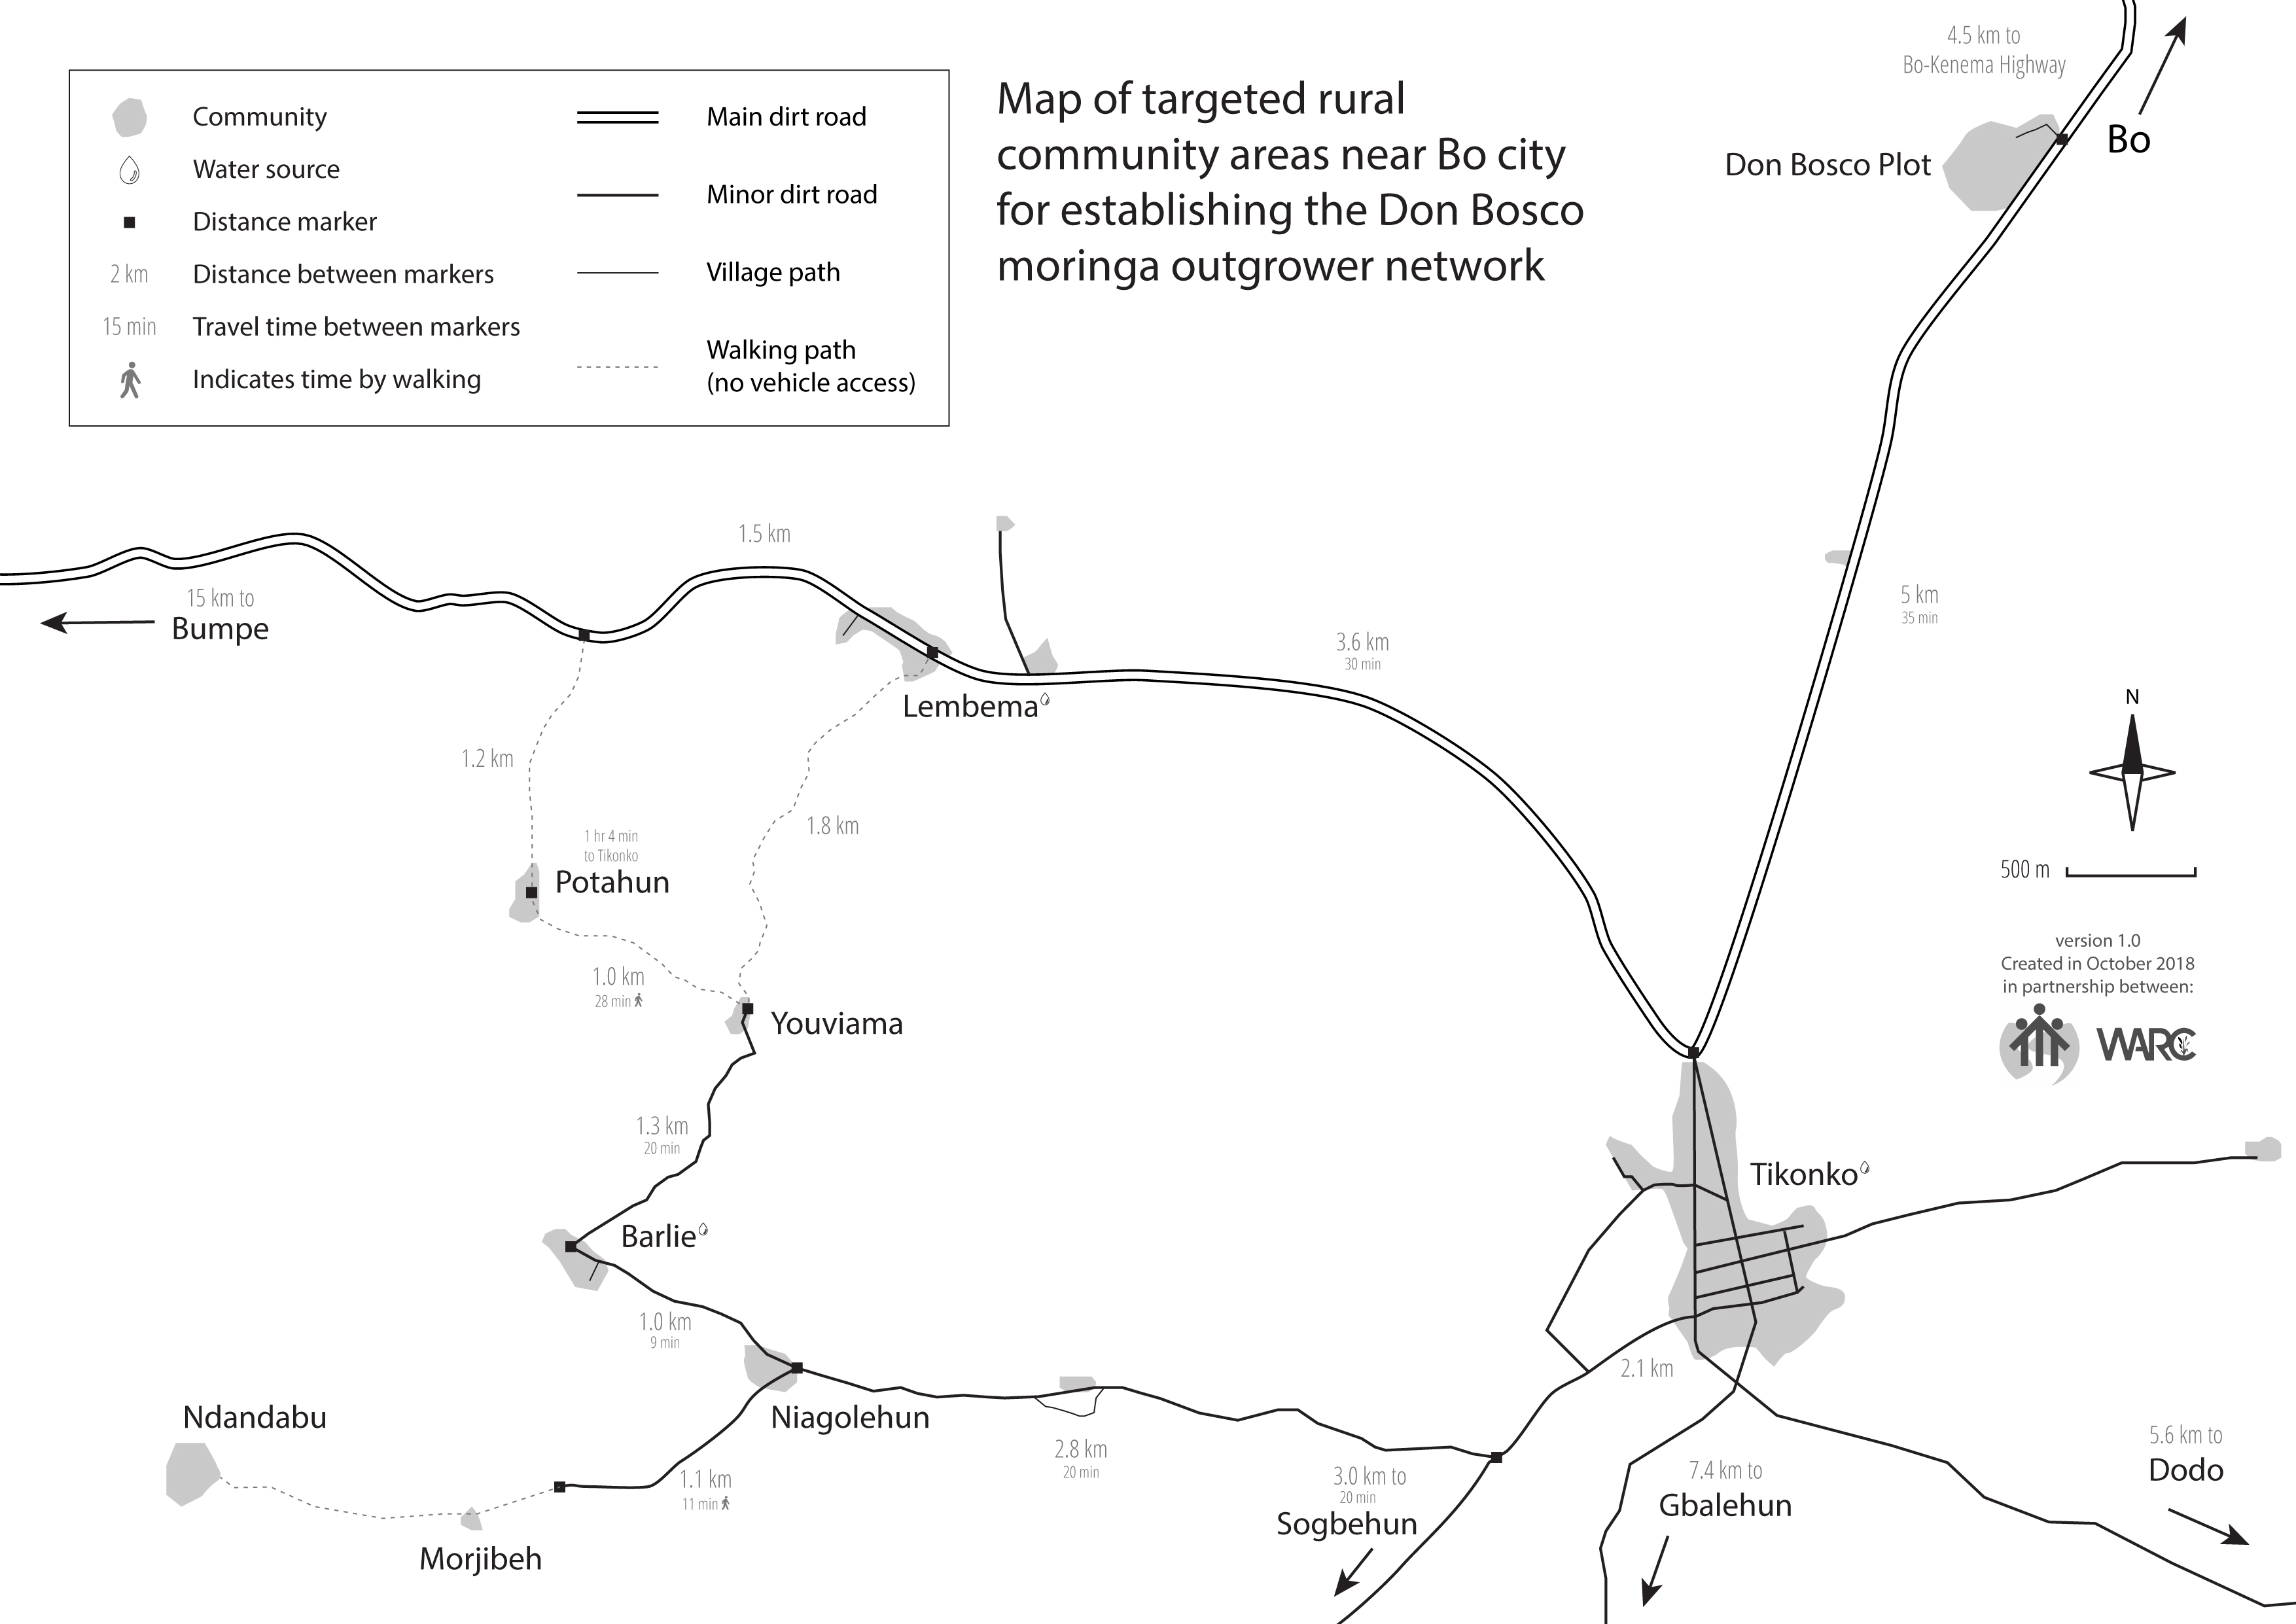 Community
Water source
Distance marker
2 km
Distance between markers
15 min
Travel time between markers
Indicates time by walking
Main dirt road
Minor dirt road
Village path
Walking path
(no vehicle access)
Map of targeted rural
community areas near Bo city
for establishing the Don Bosco
moringa outgrower network
4.5 km to
Bo-Kenema Highway
Bo
Don Bosco Plot
1.5 km
15 km to
Bumpe
5 km
35 min
3.6 km
30 min
Lembema
1.2 km
1.8 km
N
1 hr 4 min
to Tikonko
Potahun
500 m
1.0 km
28 min
Youviama
version 1.0
Created in October 2018
in partnership between:
WARC
1.3 km
20 min
Tikonko
Barlie
1.0 km
9 min
2.1 km
Ndandabu
Niagolehun
2.8 km
20 min
1.1 km
11 min
3.0 km to
20 min
Sogbehun
7.4 km to
Gbalehun
5.6 km to
Dodo
Morjibeh